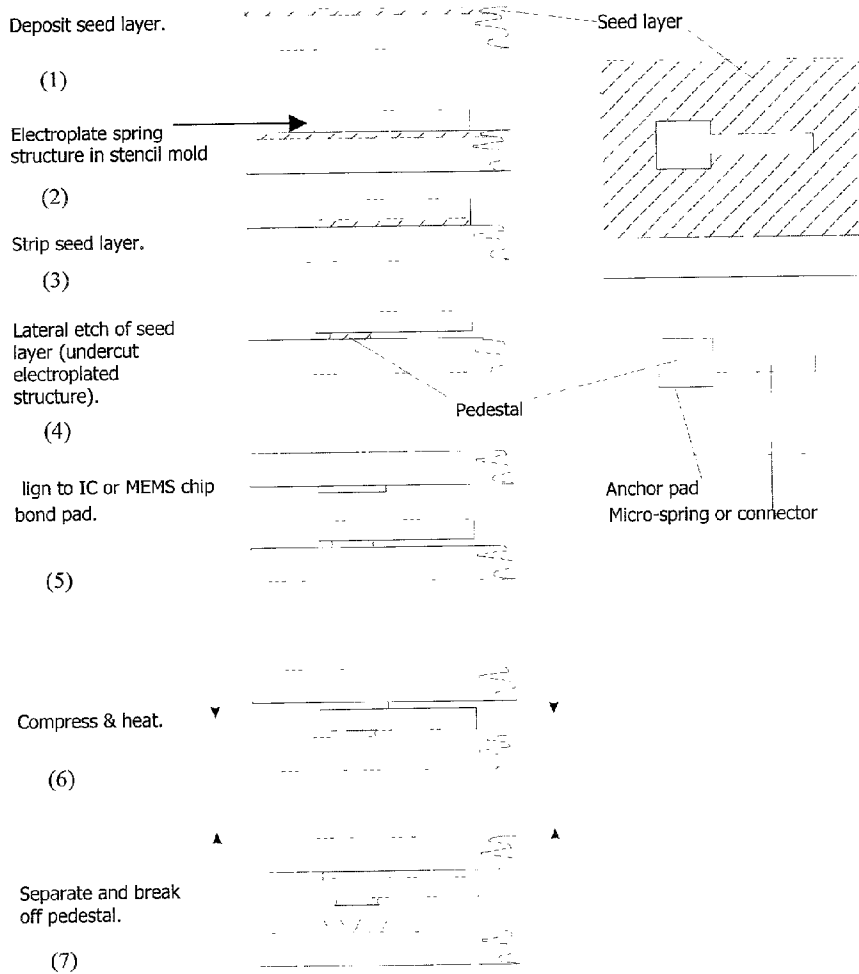 Deposit seed layer.
(1)
Electroplate spring
structure in stencil mold
(2)
Strip seed layer.
(3)
Lateral etch of seed
layer (undercut
electroplated
structure).
(4)
lign to IC or MEMS chip
bond pad.
(5)
Compress & heat.
(6)
Separate and break
off pedestal.
(7)
Seed layer
Pedestal
Anchor pad
Micro-spring or connector